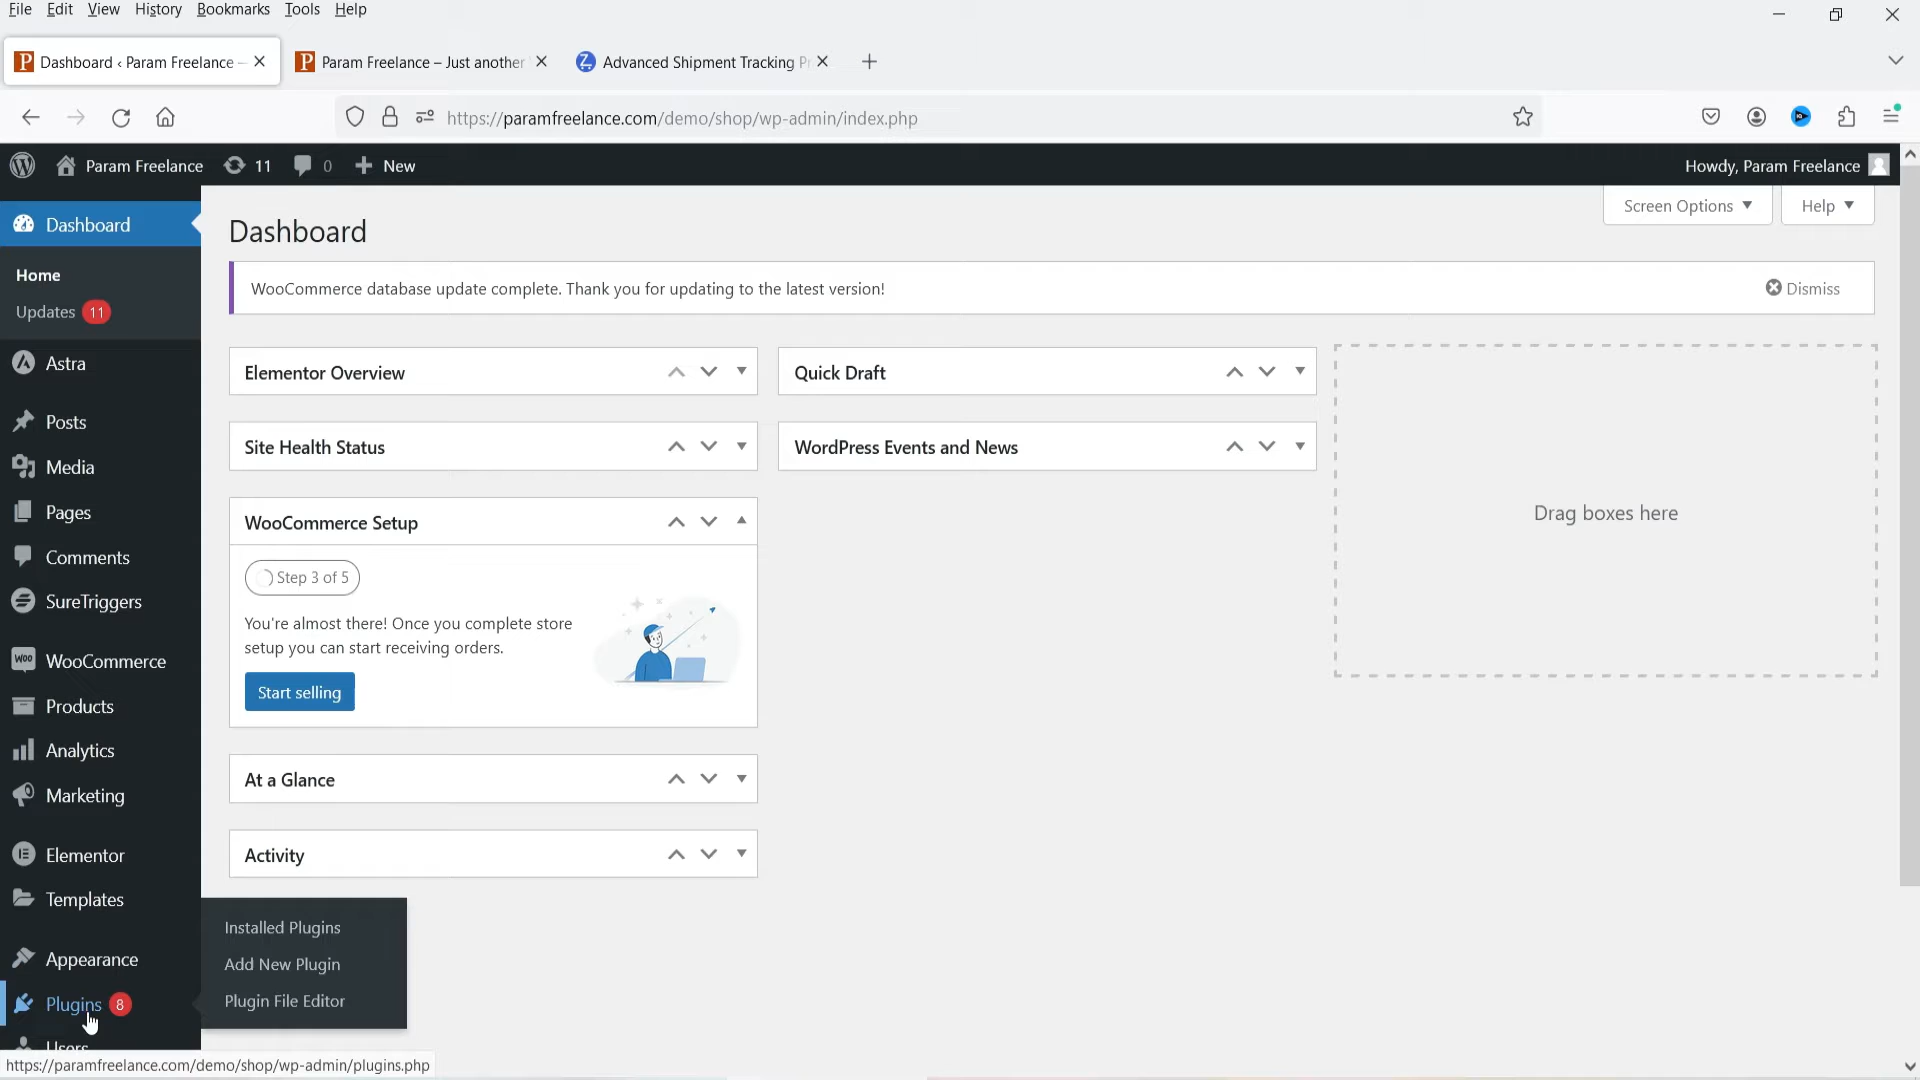 File Edit View History Bookmarks Tools Help
Dashboard ‹ Param Freelance —
Param Freelance – Just another
Advanced Shipment Tracking P
https://paramfreelance.com/demo/shop/wp-admin/index.php
Param Freelance 11 0 New
Howdy, Param Freelance
Screen Options
Help
Dashboard
Home
Updates 11
Astra
Posts
Media
Pages
Comments
SureTriggers
WooCommerce
Products
Analytics
Marketing
Elementor
Templates
Appearance
Plugins 8
Users
Installed Plugins
Add New Plugin
Plugin File Editor
Dashboard
WooCommerce database update complete. Thank you for updating to the latest version!
Dismiss
Elementor Overview
Site Health Status
WooCommerce Setup
Step 3 of 5
You're almost there! Once you complete store
setup you can start receiving orders.
Start selling
At a Glance
Activity
Quick Draft
WordPress Events and News
Drag boxes here
https://paramfreelance.com/demo/shop/wp-admin/plugins.php